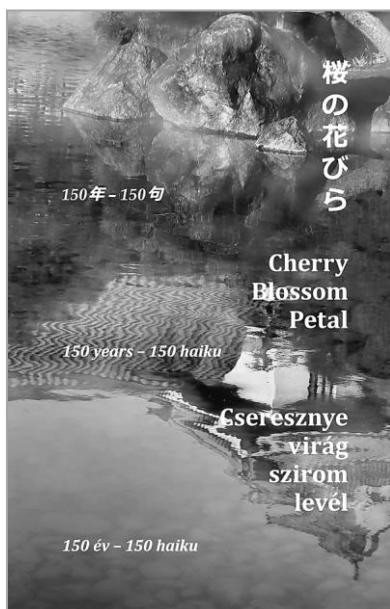 桜の花びら
150年 – 150句
Cherry
Blossom
Petal
150 years – 150 haiku
Cseresznye
virág
szirom
levél
150 év – 150 haiku